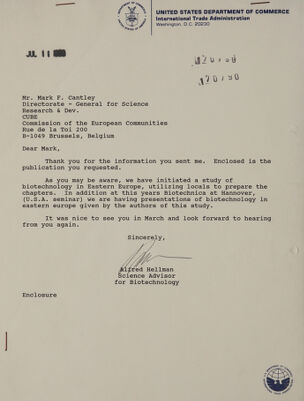 UNITED STATES DEPARTMENT OF COMMERCE
International Trade Administration
Washington, D.C. 20230
JUL 11
Mr. Mark F. Cantley
Directorate - General for Science
Research & Dev.
CUBE
Commission of the European Communities
Rue de la Toi 200
B-1049 Brussels, Belgium
Dear Mark,
Thank you for the information you sent me. Enclosed is the
publication you requested.
As you may be aware, we have initiated a study of
biotechnology in Eastern Europe, utilizing locals to prepare the
chapters. In addition at this years Biotechnica at Hannover,
(U.S.A. seminar) we are having presentations of biotechnology in
eastern europe given by the authors of this study.
It was nice to see you in March and look forward to hearing
from you again.
Sincerely,
Alfred Hellman
Science Advisor
for Biotechnology
Enclosure